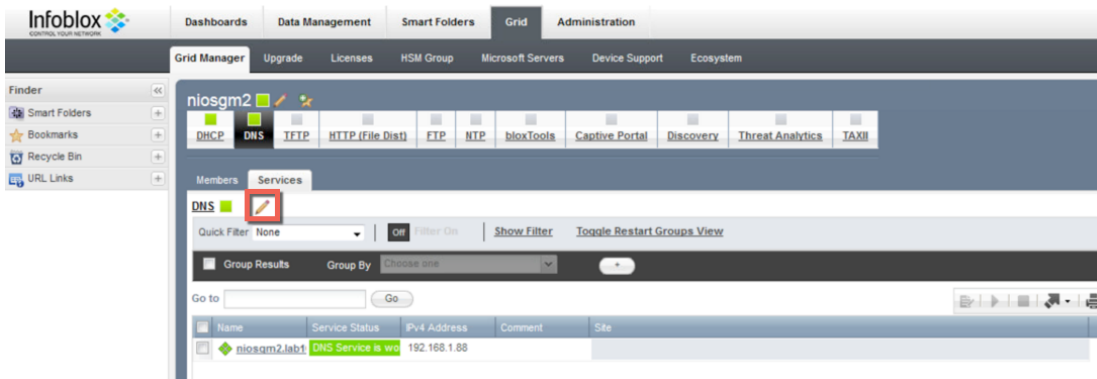 Infoblox
CONTROL YOUR NETWORK
Dashboards Data Management Smart Folders Grid Administration
Grid Manager Upgrade Licenses HSM Group Microsoft Servers Device Support Ecosystem
Finder
Smart Folders
Bookmarks
Recycle Bin
URL Links
niosgm2
DHCP DNS TFTP HTTP (File Dist) FTP NTP bloxTools Captive Portal Discovery Threat Analytics TAXII
Members Services
DNS
Quick Filter None Off Filter On Show Filter Toggle Restart Groups View
Group Results Group By Choose one +
Go to Go
Name Service Status IPv4 Address Comment Site
niosgm2.lab1 DNS Service is wo 192.168.1.88